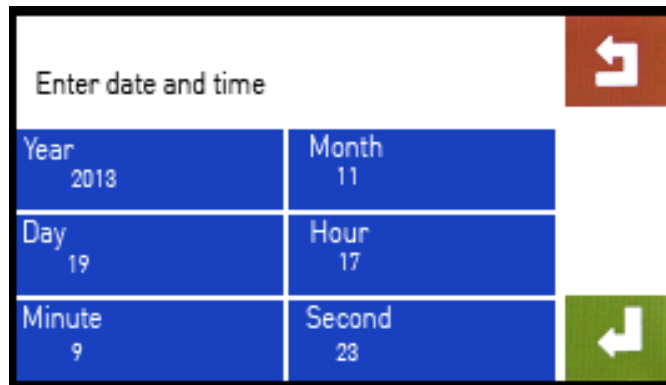 Enter date and time
Year Month
2013 11
Day Hour
19 17
Minute Second
9 23